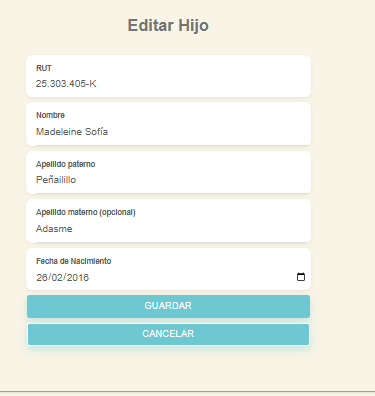 Editar Hijo
RUT
25.303.405-K
Nombre
Madeleine Sofía
Apellido paterno
Peñailillo
Apellido materno (opcional)
Adasme
Fecha de Nacimiento
26/02/2016
GUARDAR
CANCELAR